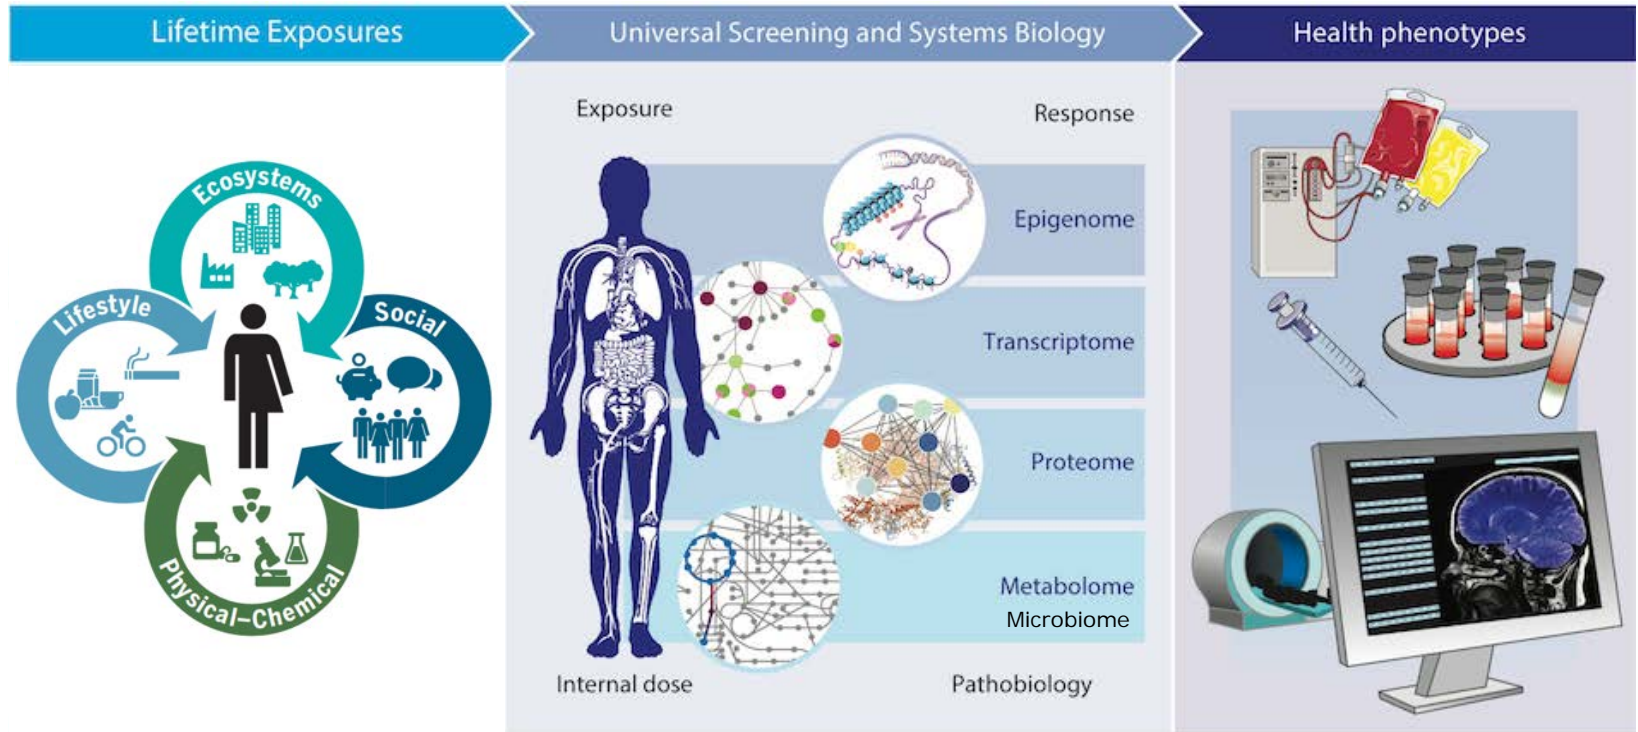 Lifetime Exposures
Universal Screening and Systems Biology
Health phenotypes
Ecosystems
Lifestyle
Social
Physical–Chemical
Exposure
Response
Epigenome
Transcriptome
Proteome
Metabolome
Microbiome
Internal dose
Pathobiology